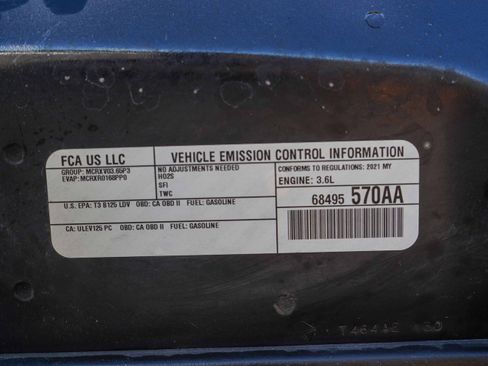 FCA US LLC
GROUP: MCRXV03.65P3
EVAP: MCRXR0168PP0
VEHICLE EMISSION CONTROL INFORMATION
NO ADJUSTMENTS NEEDED
HO2S
SFI
TWC
CONFORMS TO REGULATIONS: 2021 MY
ENGINE: 3.6L
68495 570AA
U.S. EPA: T3 B125 LDV OBD: CA OBD II FUEL: GASOLINE
CA: ULEV125 PC OBD: CA OBD II FUEL: GASOLINE